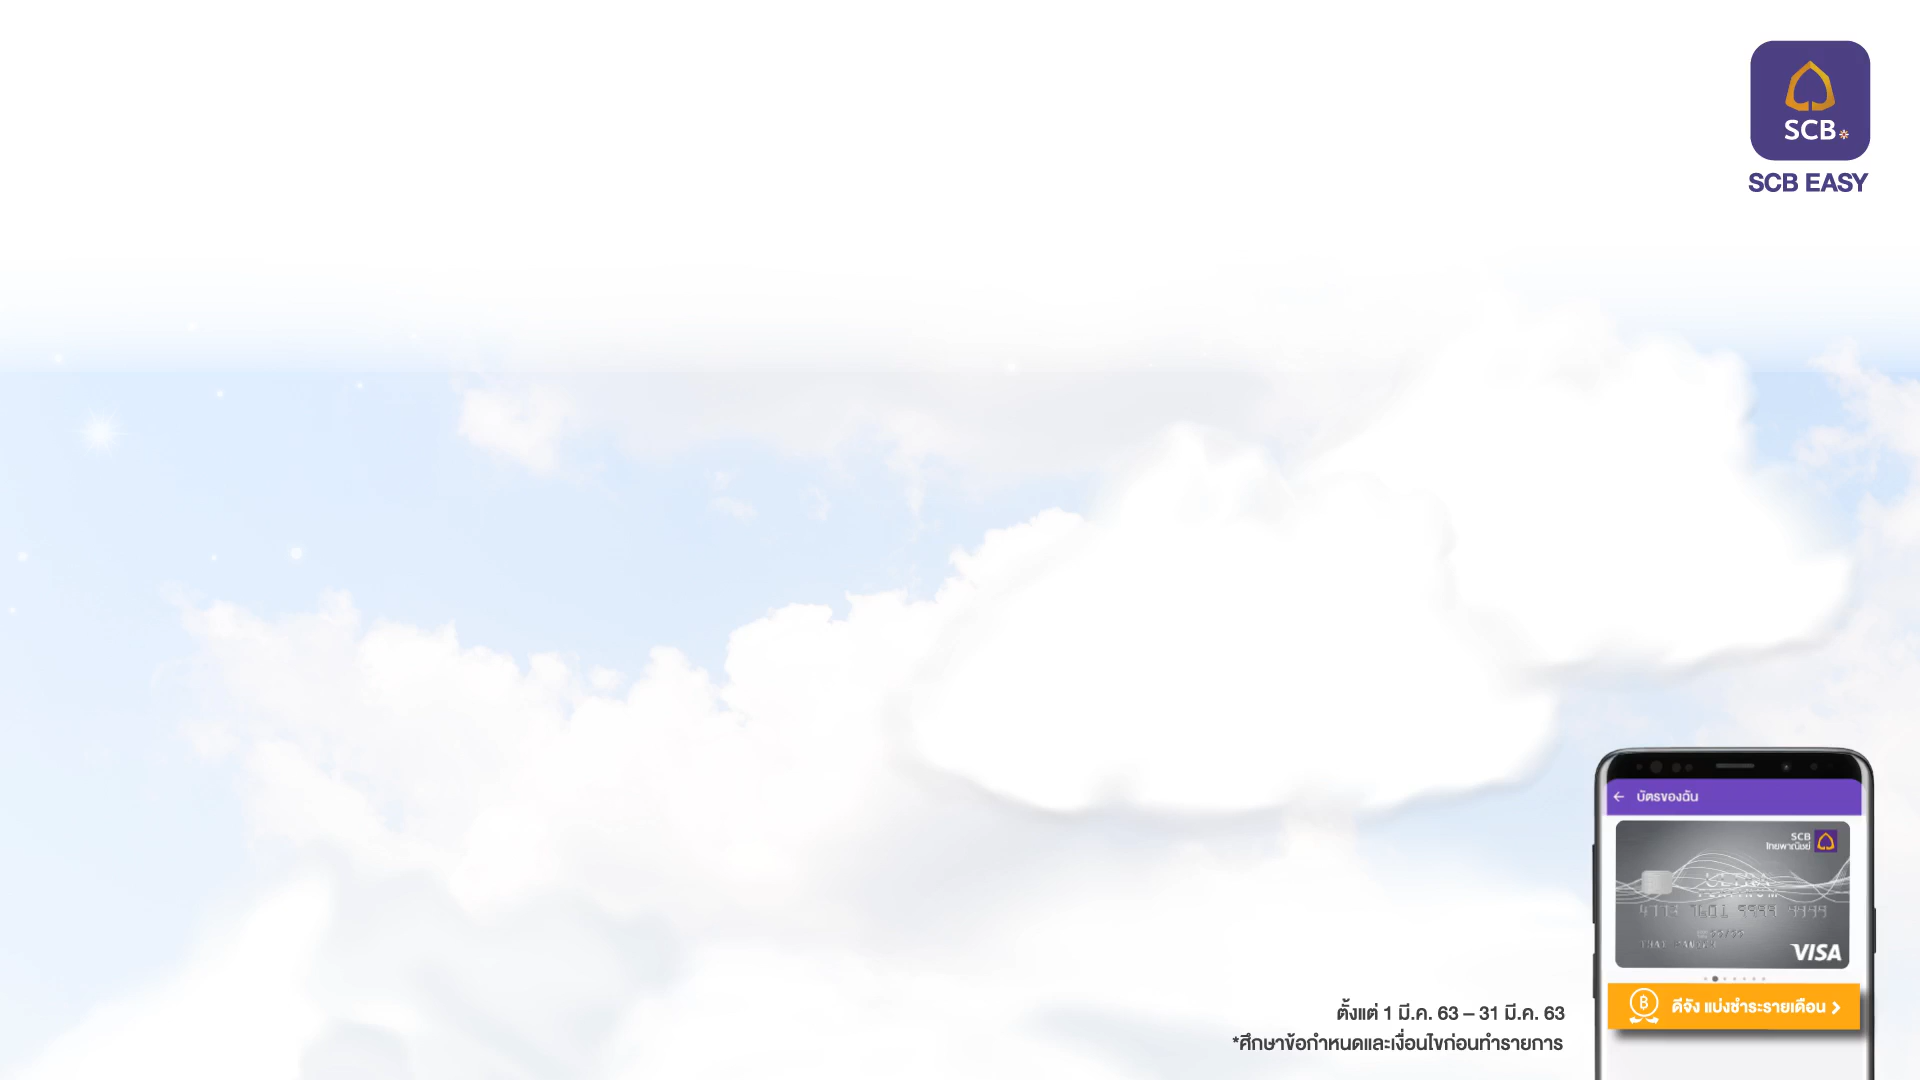 SCB
SCB EASY
บัตรของฉัน
SCB
ไทยพาณิชย์
VISA
ดีจัง แบ่งชำระรายเดือน
ตั้งแต่ 1 มี.ค. 63 – 31 มี.ค. 63
*ศึกษาข้อกำหนดและเงื่อนไขก่อนทำรายการ